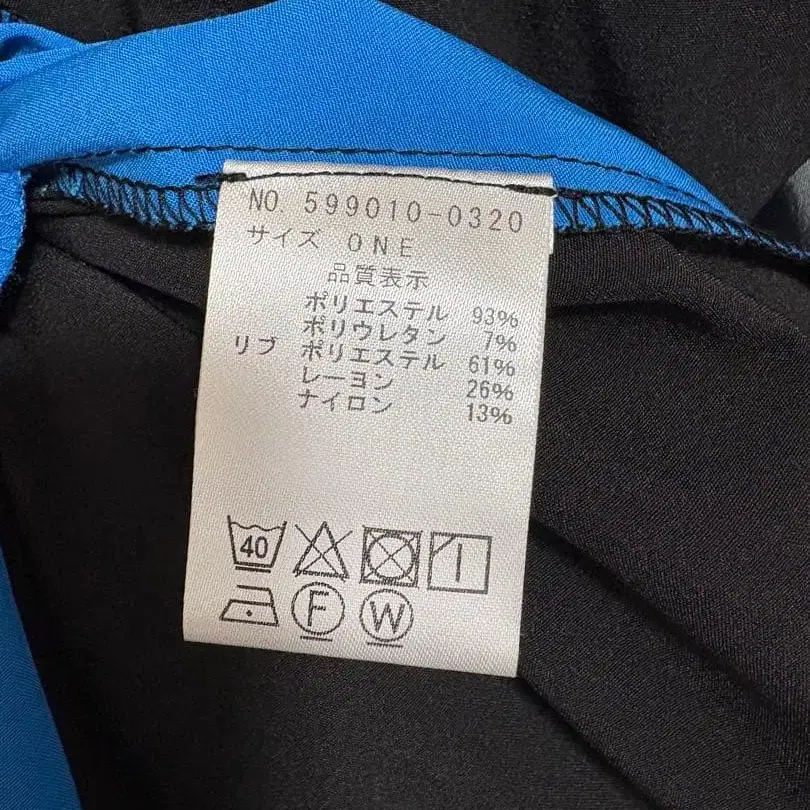 NO 599010-0320
サイズ ONE
品質表示
ポリエステル 93%
ポリウレタン 7%
リブ ポリエステル 61%
レーヨン 26%
ナイロン 13%
40
F W